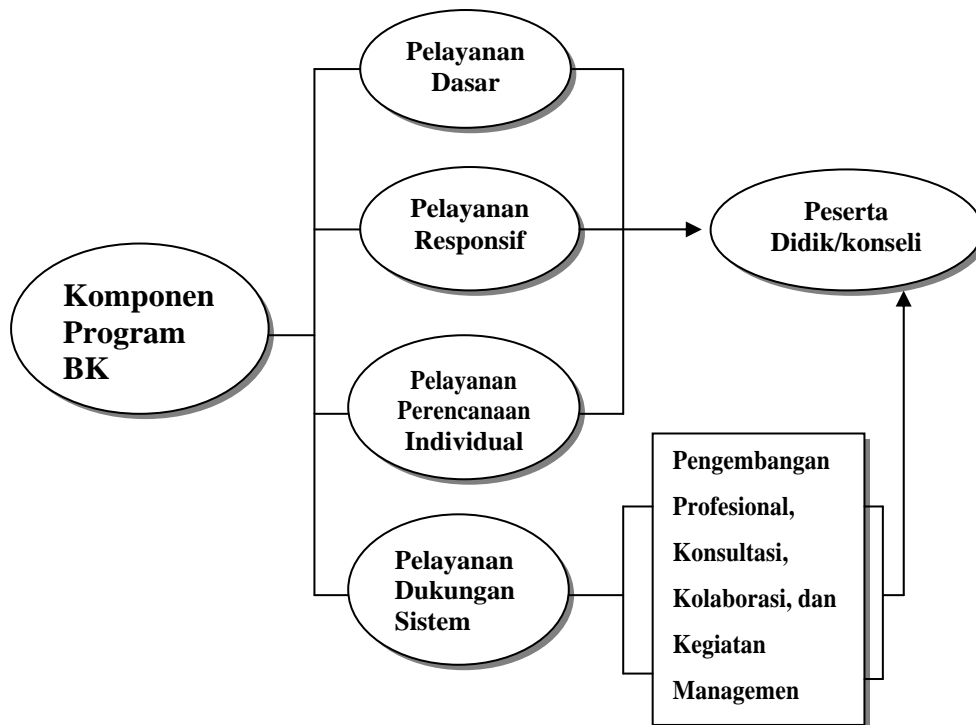 Pelayanan
Dasar
Pelayanan
Responsif
Peserta
Didik/konseli
Komponen
Program
BK
Pelayanan
Perencanaan
Individual
Pengembangan
Profesional,
Konsultasi,
Kolaborasi, dan
Kegiatan
Managemen
Pelayanan
Dukungan
Sistem